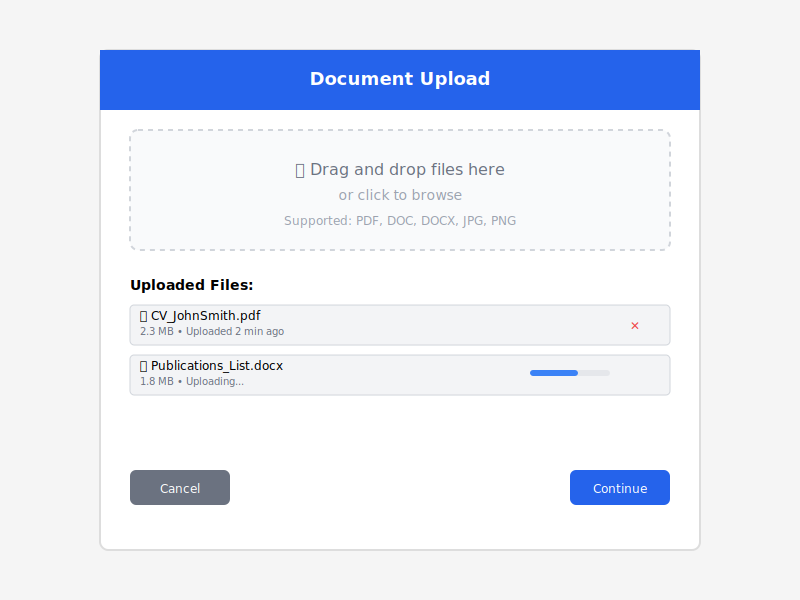 Document Upload
Drag and drop files here
or click to browse
Supported: PDF, DOC, DOCX, JPG, PNG
Uploaded Files:
CV_JohnSmith.pdf
2.3 MB • Uploaded 2 min ago
×
Publications_List.docx
1.8 MB • Uploading...
Cancel
Continue